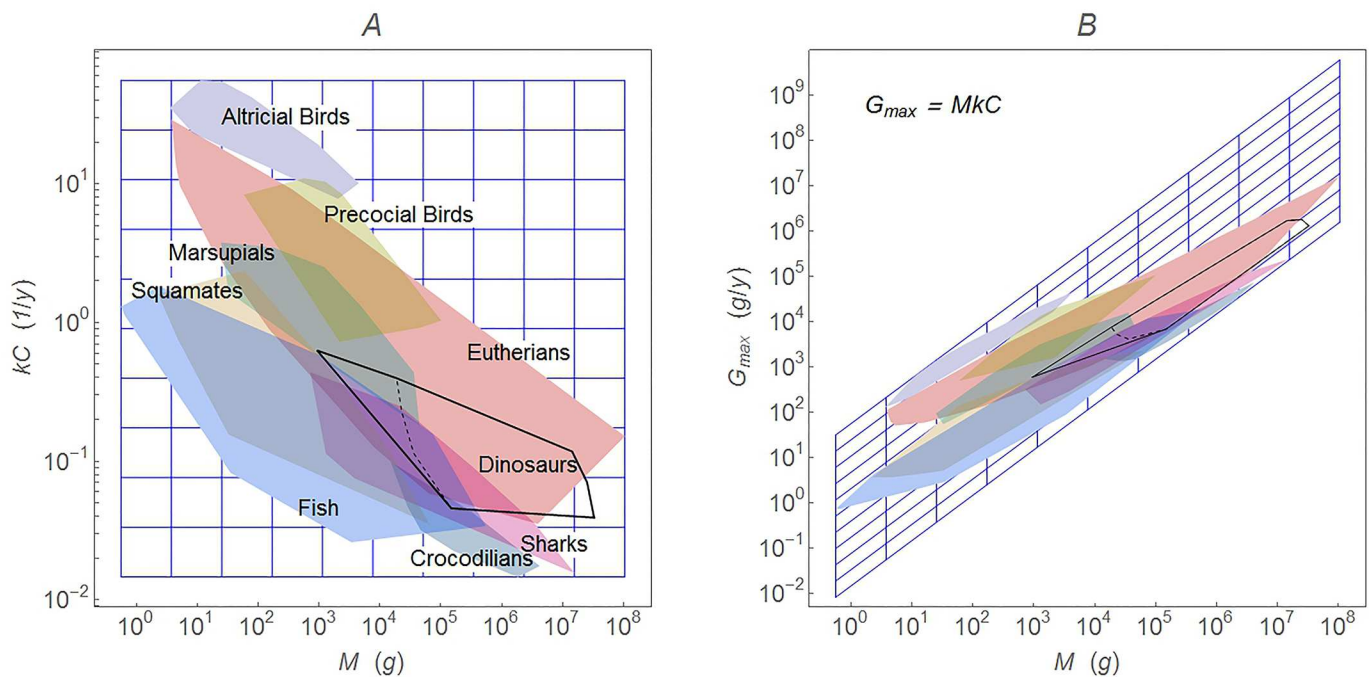 A
kC (1/y)
10¹
10⁰
10⁻¹
10⁻²
Altricial Birds
Precocial Birds
Marsupials
Squamates
Eutherians
Dinosaurs
Fish
Sharks
Crocodilians
10⁰ 10¹ 10² 10³ 10⁴ 10⁵ 10⁶ 10⁷ 10⁸
M (g)
B
G_max = MkC
G_max (g/y)
10⁹
10⁸
10⁷
10⁶
10⁵
10⁴
10³
10²
10¹
10⁰
10⁻¹
10⁻²
10⁰ 10¹ 10² 10³ 10⁴ 10⁵ 10⁶ 10⁷ 10⁸
M (g)